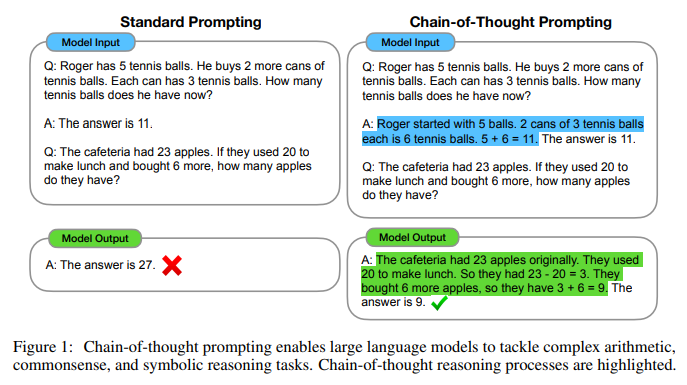 Standard Prompting
Model Input
Q: Roger has 5 tennis balls. He buys 2 more cans of
tennis balls. Each can has 3 tennis balls. How many
tennis balls does he have now?
A: The answer is 11.
Q: The cafeteria had 23 apples. If they used 20 to
make lunch and bought 6 more, how many apples
do they have?
Model Output
A: The answer is 27.
Chain-of-Thought Prompting
Model Input
Q: Roger has 5 tennis balls. He buys 2 more cans of
tennis balls. Each can has 3 tennis balls. How many
tennis balls does he have now?
A: Roger started with 5 balls. 2 cans of 3 tennis balls
each is 6 tennis balls. 5 + 6 = 11. The answer is 11.
Q: The cafeteria had 23 apples. If they used 20 to
make lunch and bought 6 more, how many apples
do they have?
Model Output
A: The cafeteria had 23 apples originally. They used
20 to make lunch. So they had 23 - 20 = 3. They
bought 6 more apples, so they have 3 + 6 = 9. The
answer is 9.
Figure 1: Chain-of-thought prompting enables large language models to tackle complex arithmetic,
commonsense, and symbolic reasoning tasks. Chain-of-thought reasoning processes are highlighted.